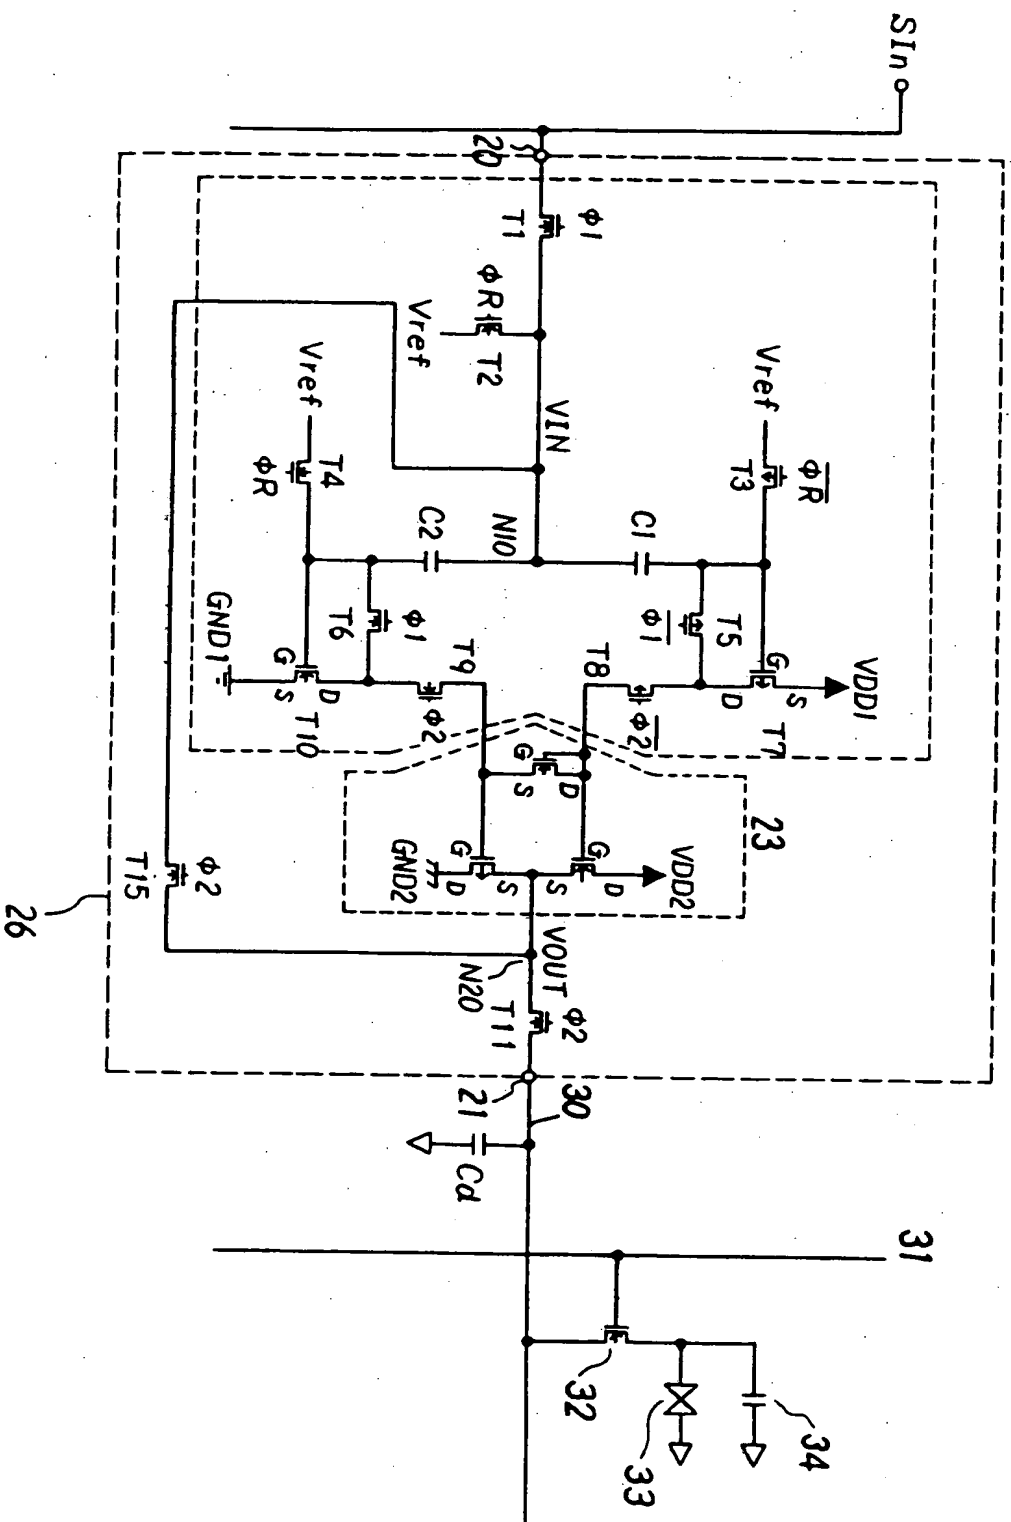 SIn
20
φ1
T1
φR
T2
Vref
VIN
Vref
φR
T3
Vref
T4
φR
N10
C1
C2
φ1
T5
φ1
T6
VDD1
G
S
D
T7
T8
φ2
T9
φ2
G
D
S
T10
GND1
G
D
S
23
VDD2
G
D
S
G
S
D
GND2
φ2
T15
26
VOUT
N20
φ2
T11
21
30
Cd
31
32
33
34